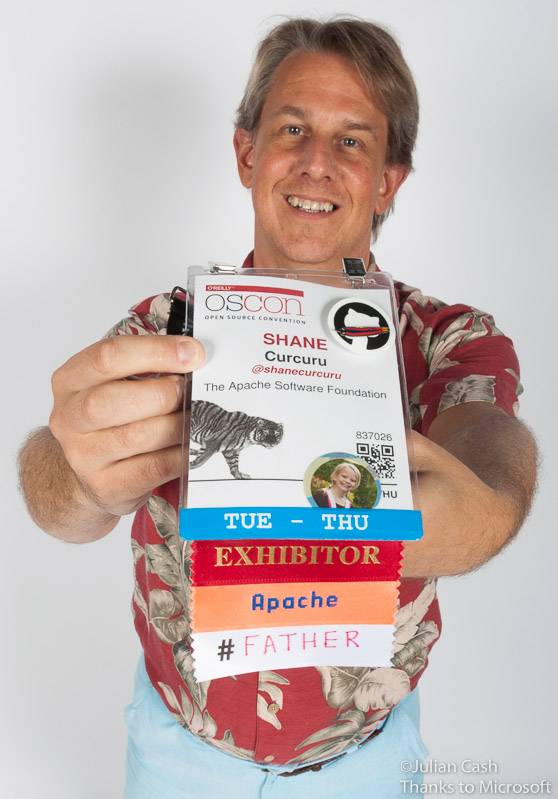 O'REILLY
OSCON
OPEN SOURCE CONVENTION
SHANE
Curcuru
@shanecurcuru
The Apache Software Foundation
837026
THU
TUE – THU
EXHIBITOR
Apache
#FATHER
©Julian Cash
Thanks to Microsoft